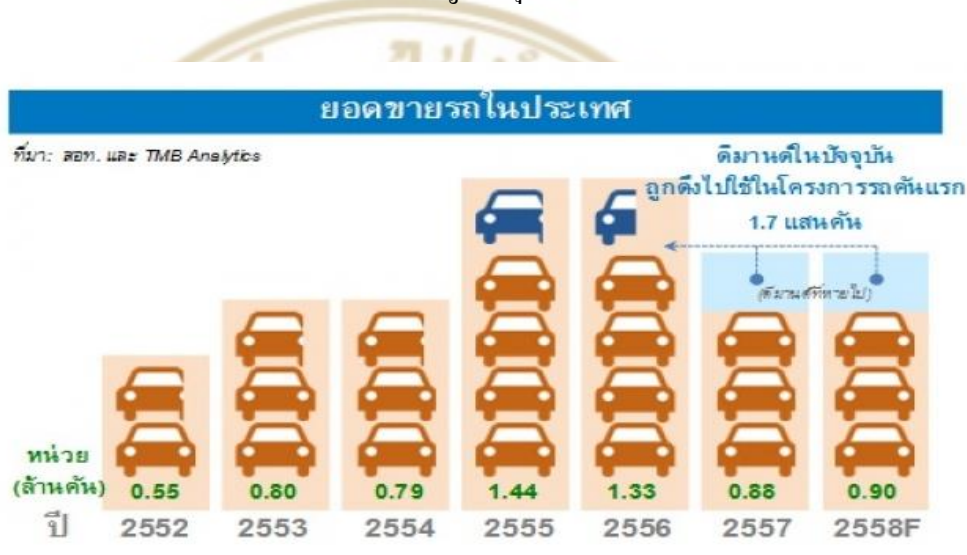 ยอดขายรถในประเทศ
ที่มา: สอท. และ TMB Analytics
ดีมานด์ในปัจจุบัน
ถูกดึงไปใช้ในโครงการรถคันแรก
1.7 แสนคัน
(ดีมานด์ที่หายไป)
หน่วย
(ล้านคัน) 0.55 0.80 0.79 1.44 1.33 0.88 0.90
ปี 2552 2553 2554 2555 2556 2557 2558F